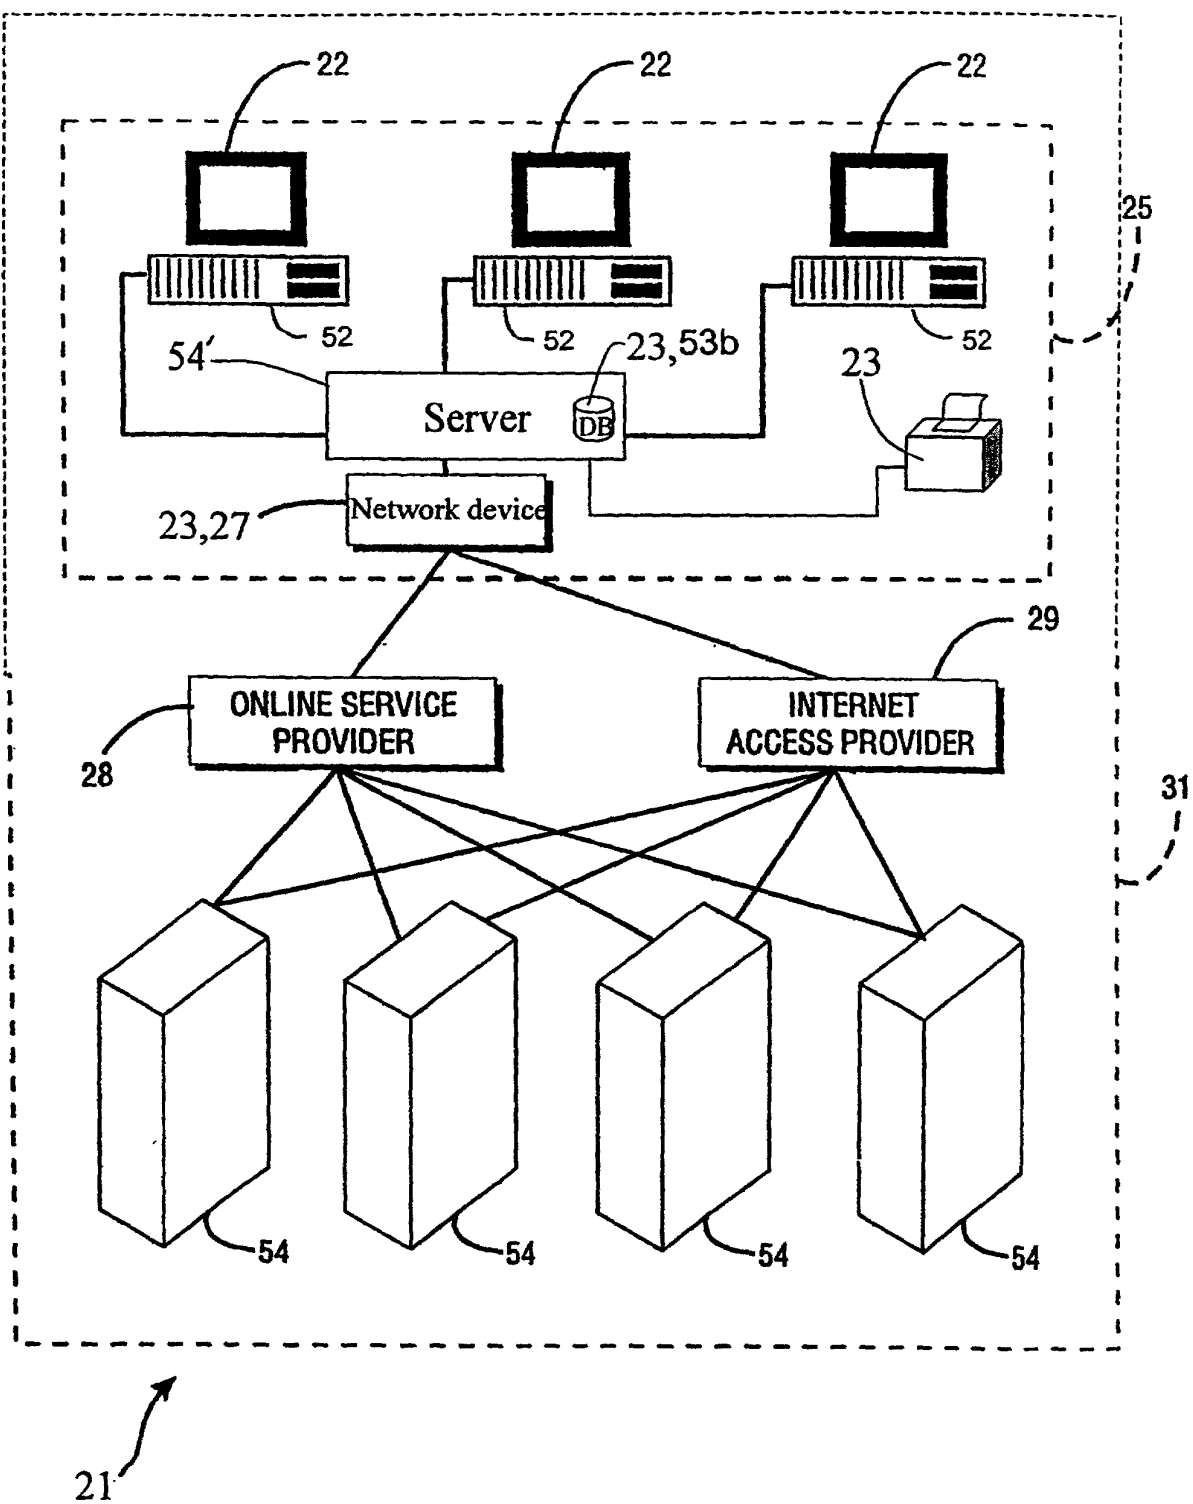 22
22
22
25
52
52
52
54'
23,53b
23
Server
DB
Network device
23,27
29
ONLINE SERVICE
PROVIDER
INTERNET
ACCESS PROVIDER
28
31
54
54
54
54
21